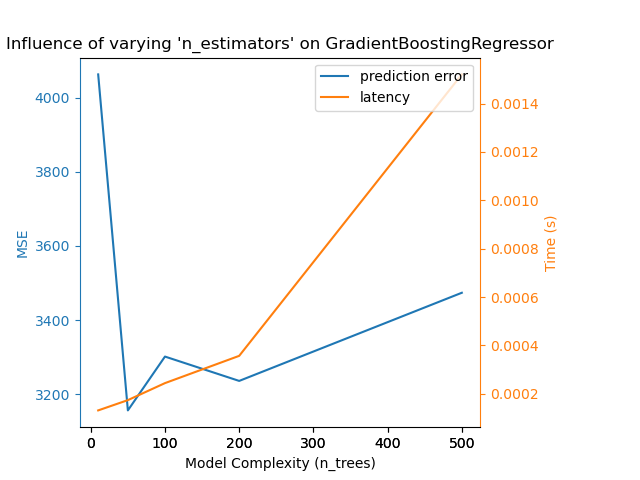 Influence of varying 'n_estimators' on GradientBoostingRegressor
prediction error
latency
4000
3800
3600
3400
3200
MSE
0.0014
0.0012
0.0010
0.0008
0.0006
0.0004
0.0002
Time (s)
0 100 200 300 400 500
Model Complexity (n_trees)